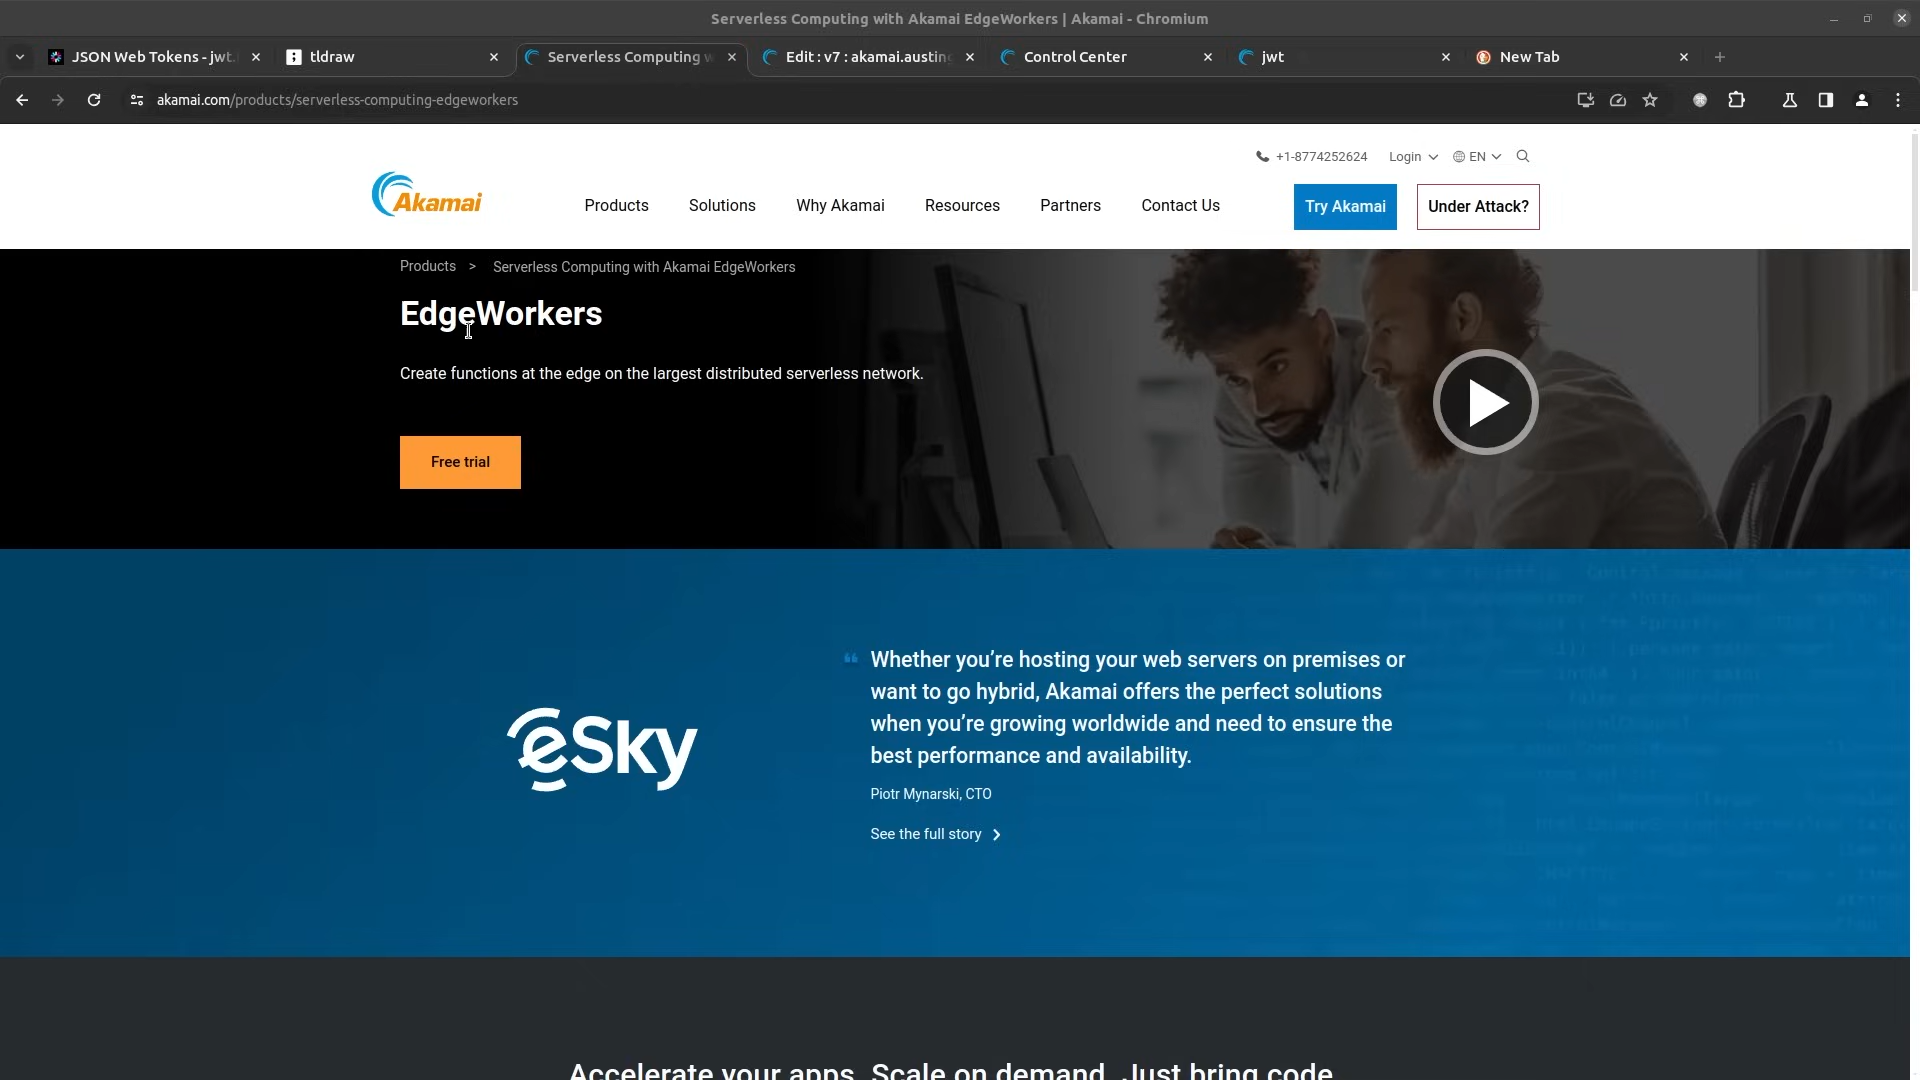 Serverless Computing with Akamai EdgeWorkers | Akamai - Chromium
JSON Web Tokens - jwt.
tldraw
Serverless Computing w
Edit : v7 : akamai.austin
Control Center
jwt
New Tab
akamai.com/products/serverless-computing-edgeworkers
+1-8774252624
Login
EN
Akamai
Products
Solutions
Why Akamai
Resources
Partners
Contact Us
Try Akamai
Under Attack?
Products > Serverless Computing with Akamai EdgeWorkers
EdgeWorkers
Create functions at the edge on the largest distributed serverless network.
Free trial
eSky
“ Whether you’re hosting your web servers on premises or
want to go hybrid, Akamai offers the perfect solutions
when you’re growing worldwide and need to ensure the
best performance and availability.
Piotr Mynarski, CTO
See the full story
Accelerate your apps. Scale on demand. Just bring code.